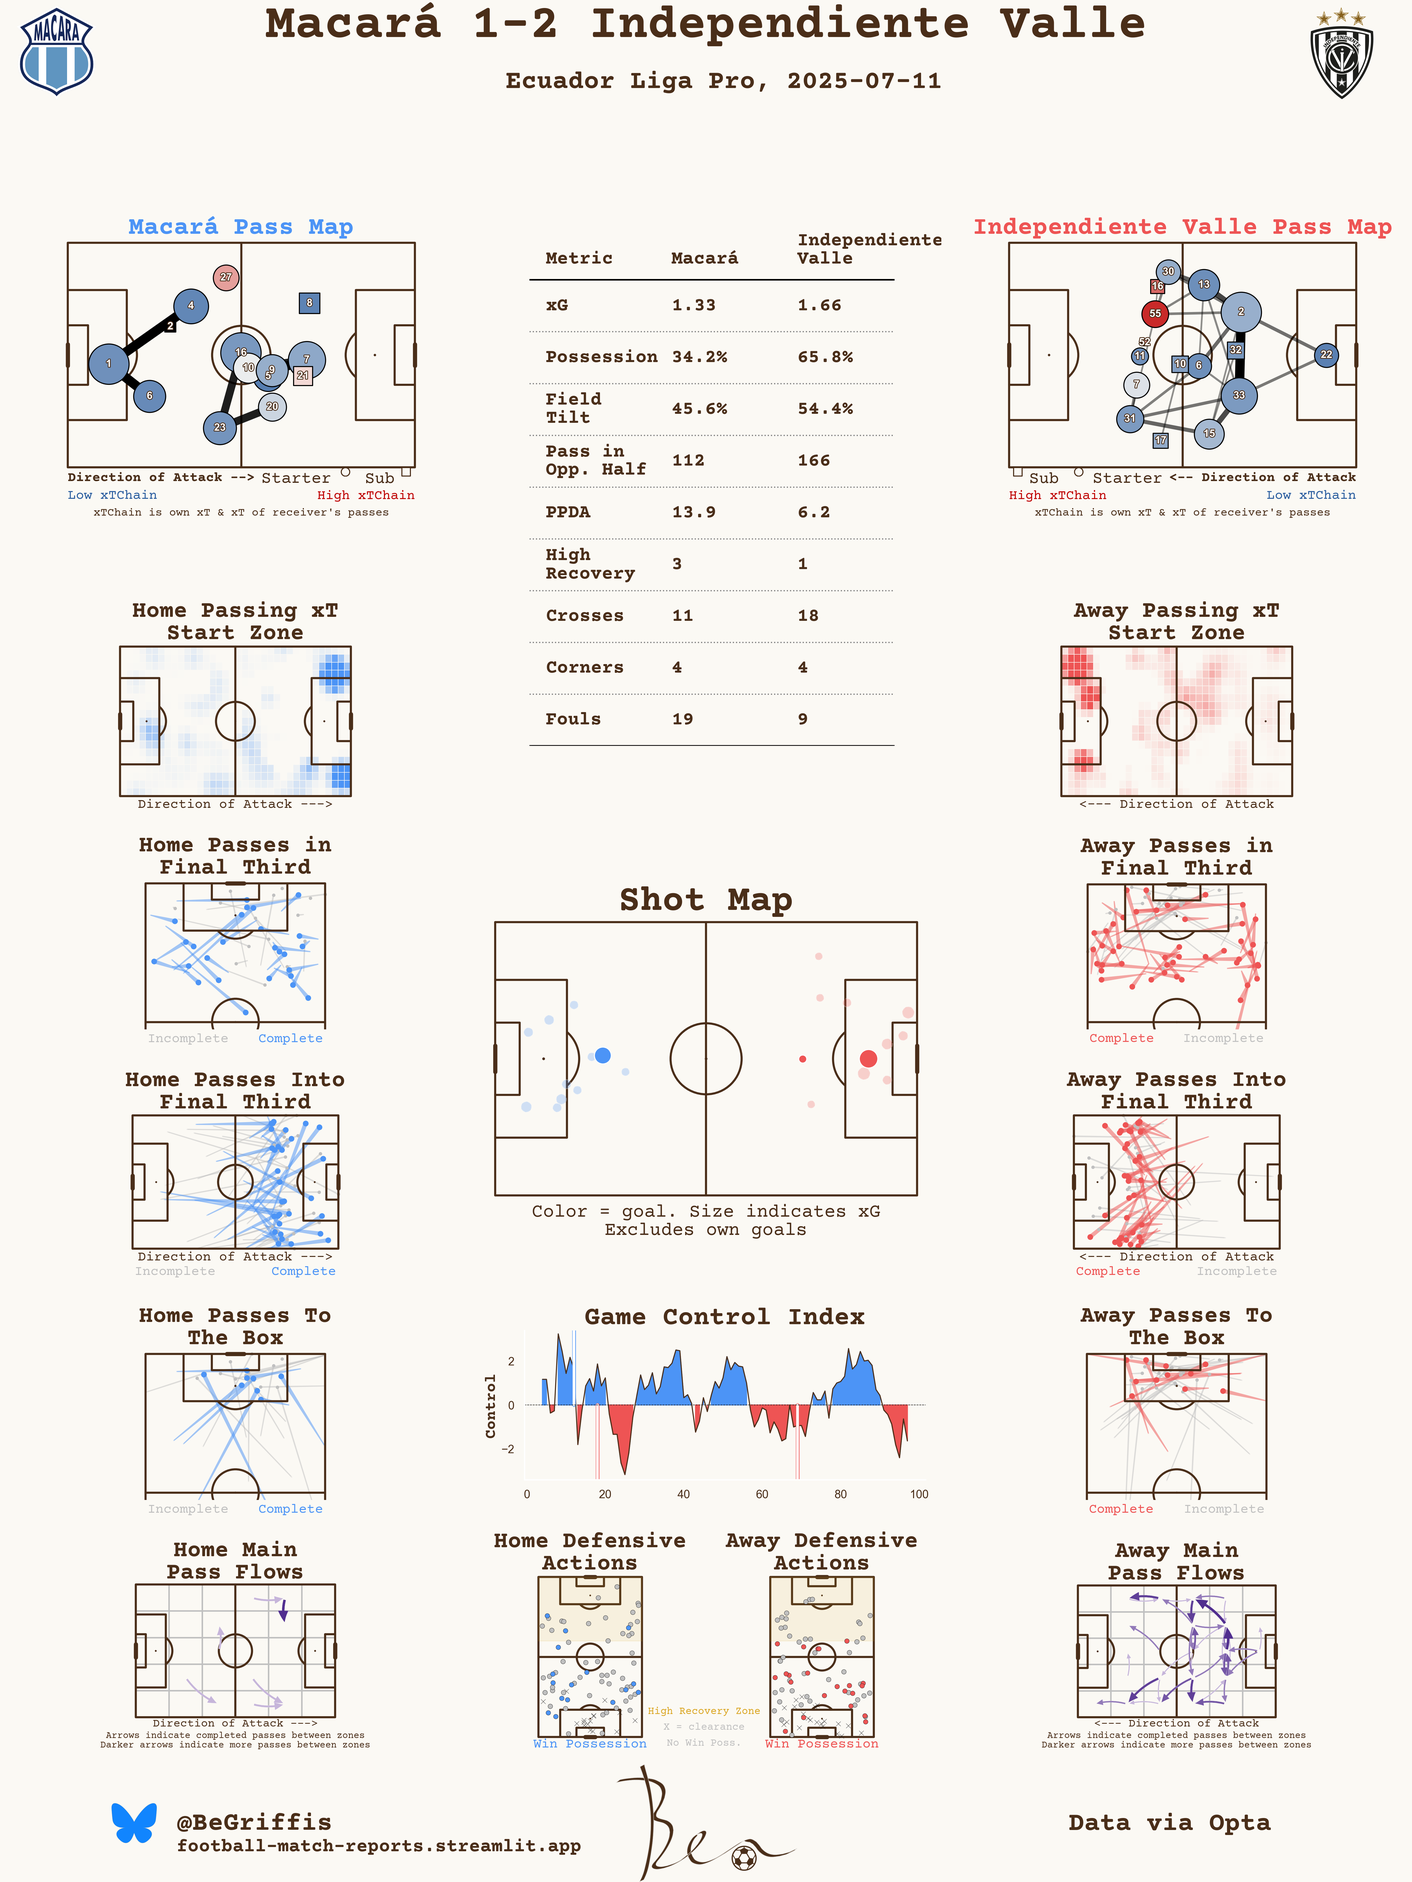 Macará 1-2 Independiente Valle
Ecuador Liga Pro, 2025-07-11
MACARÁ
INDEPENDIENTE
Macará Pass Map
27
4
8
2
1
16
10
9
5
7
21
6
20
23
Direction of Attack --> Starter Sub
Low xTChain High xTChain
xTChain is own xT & xT of receiver's passes
Metric Macará Independiente Valle
xG 1.33 1.66
Possession 34.2% 65.8%
Field Tilt 45.6% 54.4%
Pass in Opp. Half 112 166
PPDA 13.9 6.2
High Recovery 3 1
Crosses 11 18
Corners 4 4
Fouls 19 9
Independiente Valle Pass Map
30
16
13
55
2
52
11
32
22
10
6
7
33
31
15
17
Sub Starter <-- Direction of Attack
High xTChain Low xTChain
xTChain is own xT & xT of receiver's passes
Home Passing xT
Start Zone
Direction of Attack --->
Away Passing xT
Start Zone
<--- Direction of Attack
Home Passes in
Final Third
Incomplete Complete
Away Passes in
Final Third
Complete Incomplete
Shot Map
Color = goal. Size indicates xG
Excludes own goals
Home Passes Into
Final Third
Direction of Attack --->
Incomplete Complete
Away Passes Into
Final Third
<--- Direction of Attack
Complete Incomplete
Home Passes To
The Box
Incomplete Complete
Game Control Index
Control
2
0
−2
0 20 40 60 80 100
Away Passes To
The Box
Complete Incomplete
Home Main
Pass Flows
Direction of Attack --->
Arrows indicate completed passes between zones
Darker arrows indicate more passes between zones
Home Defensive
Actions
Win Possession
Away Defensive
Actions
Win Possession
High Recovery Zone
X = clearance
No Win Poss.
Away Main
Pass Flows
<--- Direction of Attack
Arrows indicate completed passes between zones
Darker arrows indicate more passes between zones
@BeGriffis
football-match-reports.streamlit.app
Ben
Data via Opta